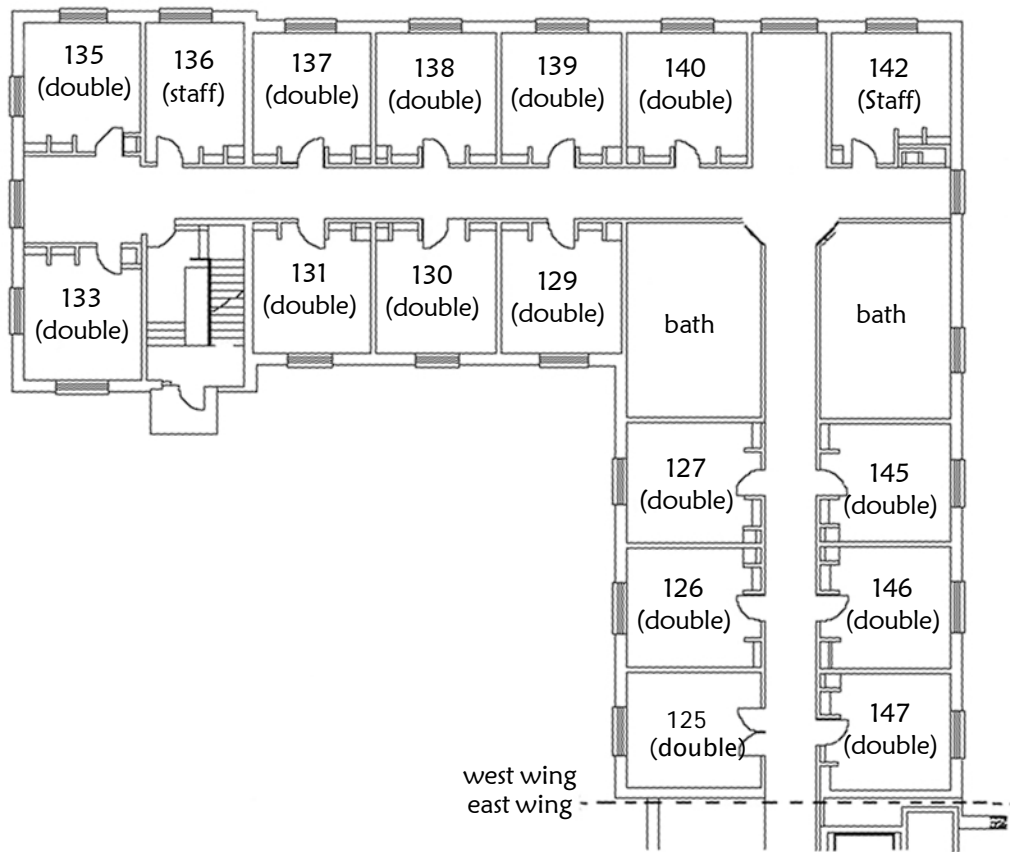 135
(double)
136
(staff)
137
(double)
138
(double)
139
(double)
140
(double)
142
(Staff)
133
(double)
131
(double)
130
(double)
129
(double)
bath
bath
127
(double)
145
(double)
126
(double)
146
(double)
125
(double)
147
(double)
west wing
east wing